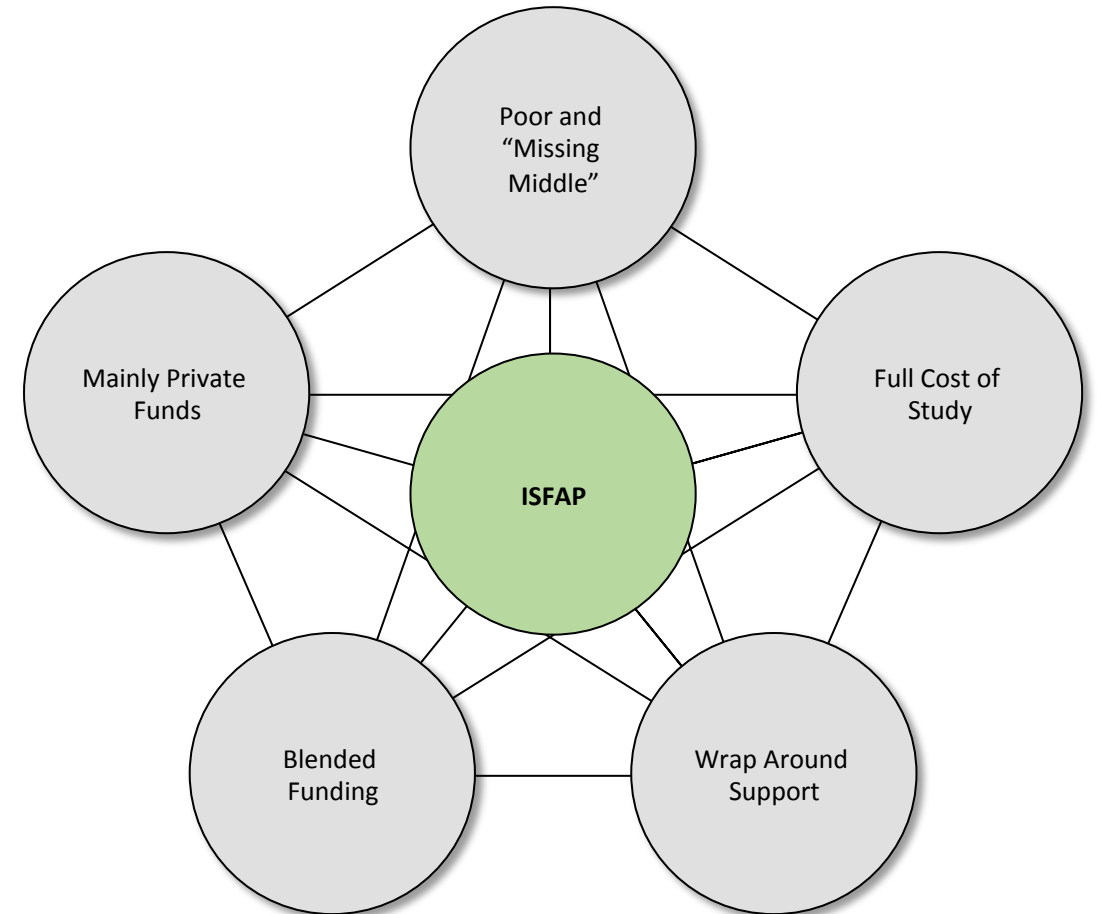 Poor and
“Missing
Middle”
Mainly Private
Funds
Full Cost of
Study
ISFAP
Blended
Funding
Wrap Around
Support